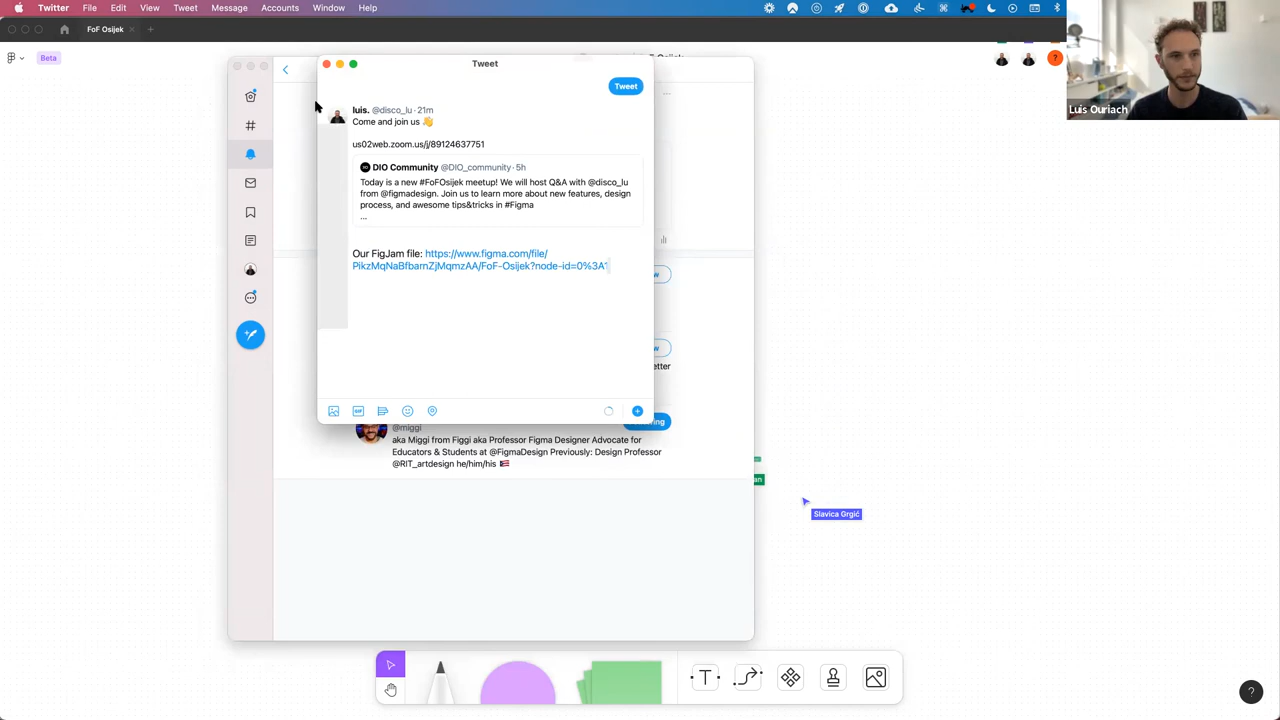 Twitter Tweet Edit View Tweet Message Accounts Window Help
FoF Osijek
Beta
Tweet
Tweet
luis. @disco_lu · 21m
Come and join us 👋
us02web.zoom.us/j/89124637751
DIO Community @DIO_community · 5h
Today is a new #FoFOsijek meetup! We will host Q&A with @disco_lu
from @figmadesign. Join us to learn more about new features, design
process, and awesome tips&tricks in #Figma
...
Our FigJam file: https://www.figma.com/file/
PikzMqNaBfbarnZjMqmzAA/FoF-Osijek?node-id=0%3A1
etter
@miggi
aka Miggi from Figgi aka Professor Figma Designer Advocate for
Educators & Students at @FigmaDesign Previously: Design Professor
@RIT_artdesign he/him/his 🇵🇷
an
Slavica Grgić
Luis Ouriach
GIF
T
?
?